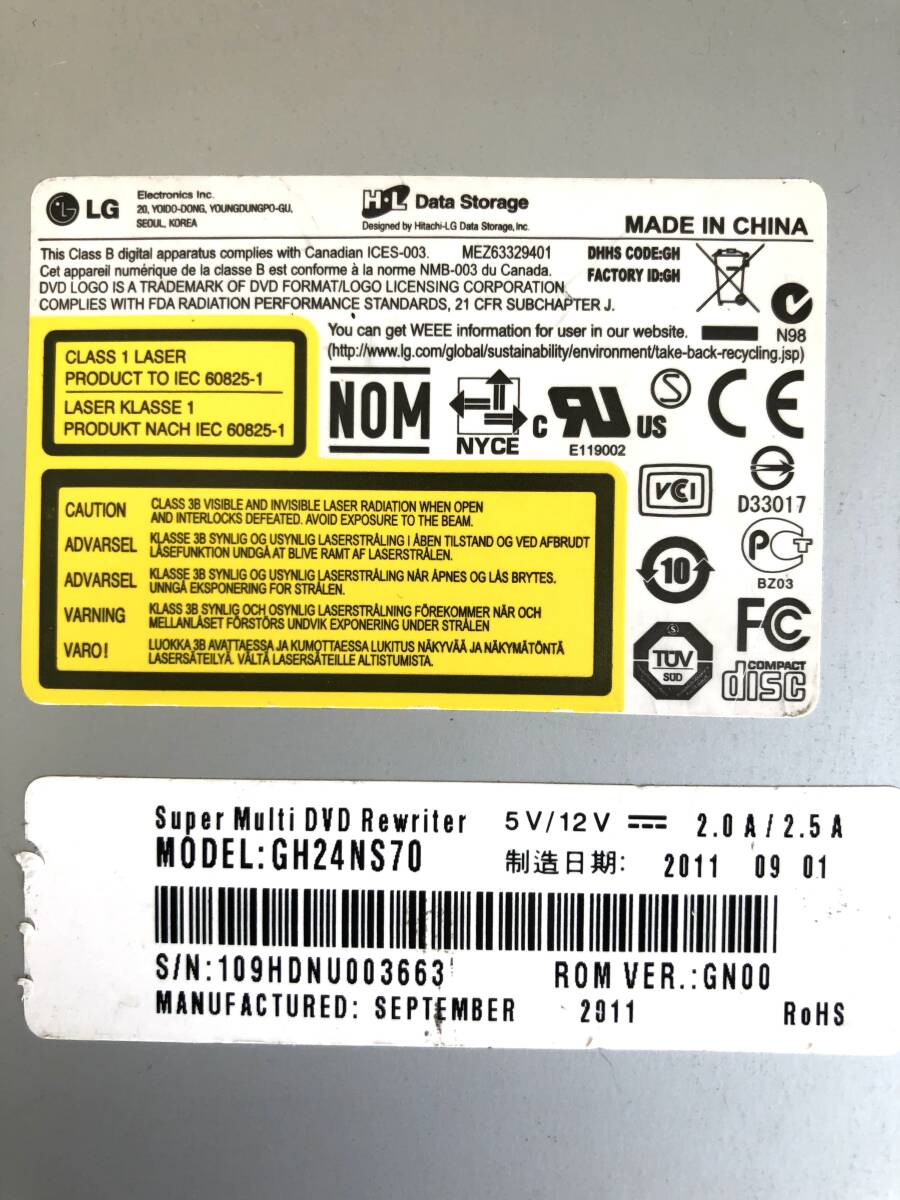 LG
Electronics Inc.
20, YOIDO-DONG, YOUNGDUNGPO-GU,
SEOUL, KOREA
H·L Data Storage
Designed by Hitachi-LG Data Storage, Inc.
MADE IN CHINA
This Class B digital apparatus complies with Canadian ICES-003. MEZ63329401
Cet appareil numérique de la classe B est conforme à la norme NMB-003 du Canada.
DVD LOGO IS A TRADEMARK OF DVD FORMAT/LOGO LICENSING CORPORATION
COMPLIES WITH FDA RADIATION PERFORMANCE STANDARDS, 21 CFR SUBCHAPTER J.
DHHS CODE:GH
FACTORY ID:GH
N98
You can get WEEE information for user in our website.
(http://www.lg.com/global/sustainability/environment/take-back-recycling.jsp)
CLASS 1 LASER
PRODUCT TO IEC 60825-1
LASER KLASSE 1
PRODUKT NACH IEC 60825-1
NOM
NYCE
C RU US
E119002
S
CE
VCCI
D33017
10
PCT
BZ03
FC
TÜV
SÜD
COMPACT
disc
CAUTION CLASS 3B VISIBLE AND INVISIBLE LASER RADIATION WHEN OPEN
AND INTERLOCKS DEFEATED. AVOID EXPOSURE TO THE BEAM.
ADVARSEL KLASSE 3B SYNLIG OG USYNLIG LASERSTRÅLING I ÅBEN TILSTAND OG VED AFBRUDT
LÅSEFUNKTION UNDGÅ AT BLIVE RAMT AF LASERSTRÅLEN.
ADVARSEL KLASSE 3B SYNLIG OG USYNLIG LASERSTRÅLING NÅR ÅPNES OG LÅS BRYTES.
UNNGÅ EKSPONERING FOR STRÅLEN.
VARNING KLASS 3B SYNLIG OCH OSYNLIG LASERSTRÅLNING FÖREKOMMER NÄR OCH
MELLANLÅSET FÖRSTÖRS UNDVIK EXPONERING UNDER STRÅLEN
VARO! LUOKKA 3B AVATTAESSA JA KUMOTTAESSA LUKITUS NÄKYVÄÄ JA NÄKYMÄTÖNTÄ
LASERSÄTEILYÄ. VÄLTÄ LASERSÄTEILLE ALTISTUMISTA.
Super Multi DVD Rewriter 5V/12V 2.0A/2.5A
MODEL:GH24NS70 制造日期: 2011 09 01
S/N:109HDNU003663 ROM VER.:GN00
MANUFACTURED: SEPTEMBER 2011 RoHS